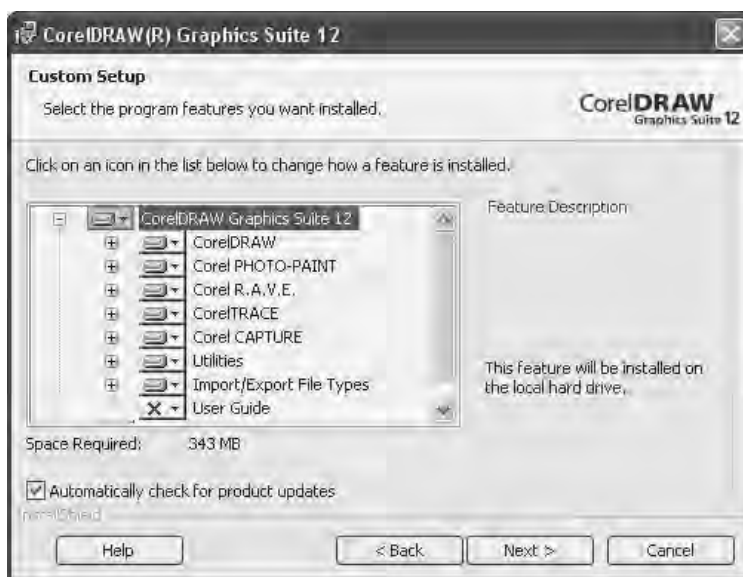 CorelDRAW(R) Graphics Suite 12
Custom Setup
Select the program features you want installed.
CorelDRAW
Graphics Suite 12
Click on an icon in the list below to change how a feature is installed.
CorelDRAW Graphics Suite 12
CorelDRAW
Corel PHOTO-PAINT
Corel R.A.V.E.
CorelTRACE
Corel CAPTURE
Utilities
Import/Export File Types
User Guide
Feature Description
This feature will be installed on
the local hard drive.
Space Required: 343 MB
Automatically check for product updates
InstallShield
Help
< Back
Next >
Cancel